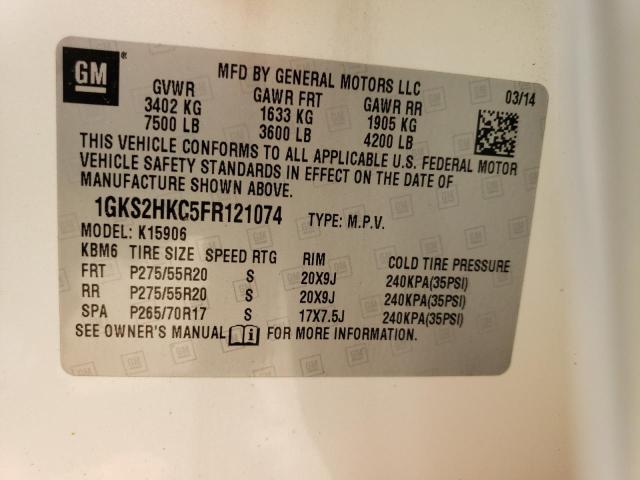 GM
MFD BY GENERAL MOTORS LLC
03/14
GVWR GAWR FRT GAWR RR
3402 KG 1633 KG 1905 KG
7500 LB 3600 LB 4200 LB
THIS VEHICLE CONFORMS TO ALL APPLICABLE U.S. FEDERAL MOTOR
VEHICLE SAFETY STANDARDS IN EFFECT ON THE DATE OF
MANUFACTURE SHOWN ABOVE.
1GKS2HKC5FR121074 TYPE: M.P.V.
MODEL: K15906
KBM6 TIRE SIZE SPEED RTG RIM COLD TIRE PRESSURE
FRT P275/55R20 S 20X9J 240KPA(35PSI)
RR P275/55R20 S 20X9J 240KPA(35PSI)
SPA P265/70R17 S 17X7.5J 240KPA(35PSI)
SEE OWNER'S MANUAL FOR MORE INFORMATION.